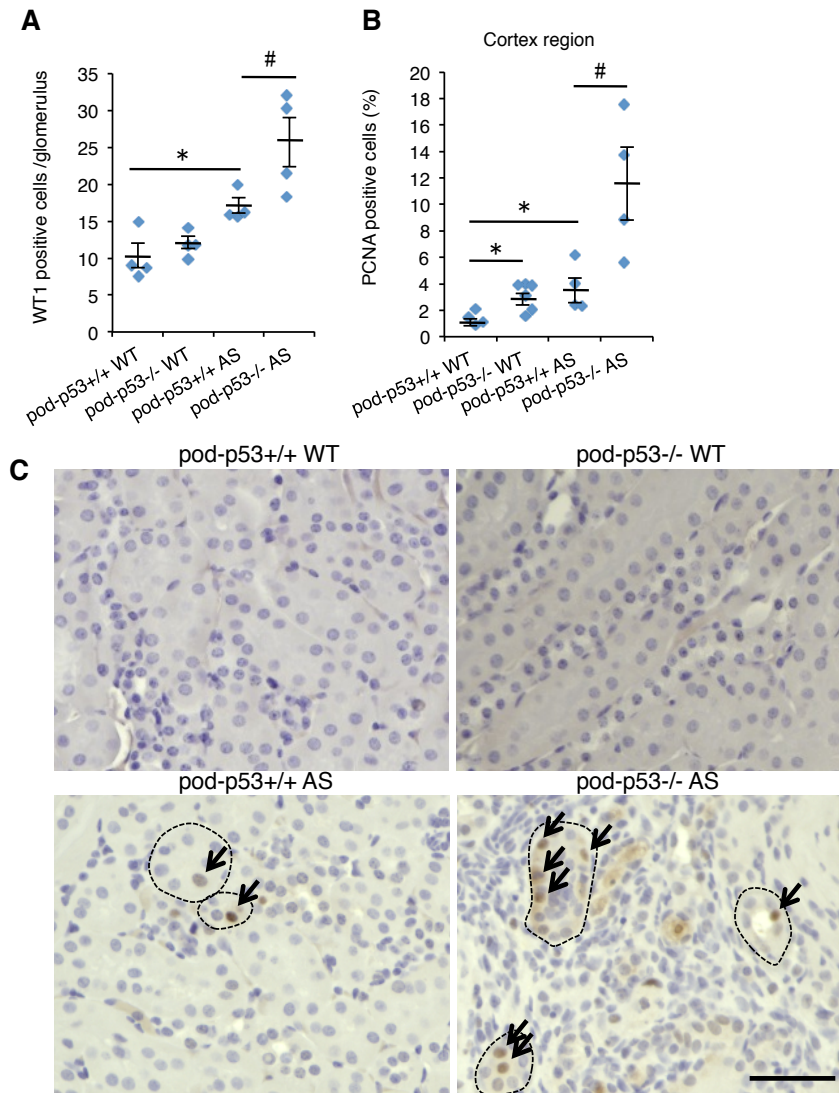 A
WT1 positive cells /glomerulus
35
30
25
20
15
10
5
0
*
#
pod-p53+/+ WT
pod-p53-/- WT
pod-p53+/+ AS
pod-p53-/- AS
B
Cortex region
PCNA positive cells (%)
20
18
16
14
12
10
8
6
4
2
0
#
*
*
pod-p53+/+ WT
pod-p53-/- WT
pod-p53+/+ AS
pod-p53-/- AS
C
pod-p53+/+ WT
pod-p53-/- WT
pod-p53+/+ AS
pod-p53-/- AS